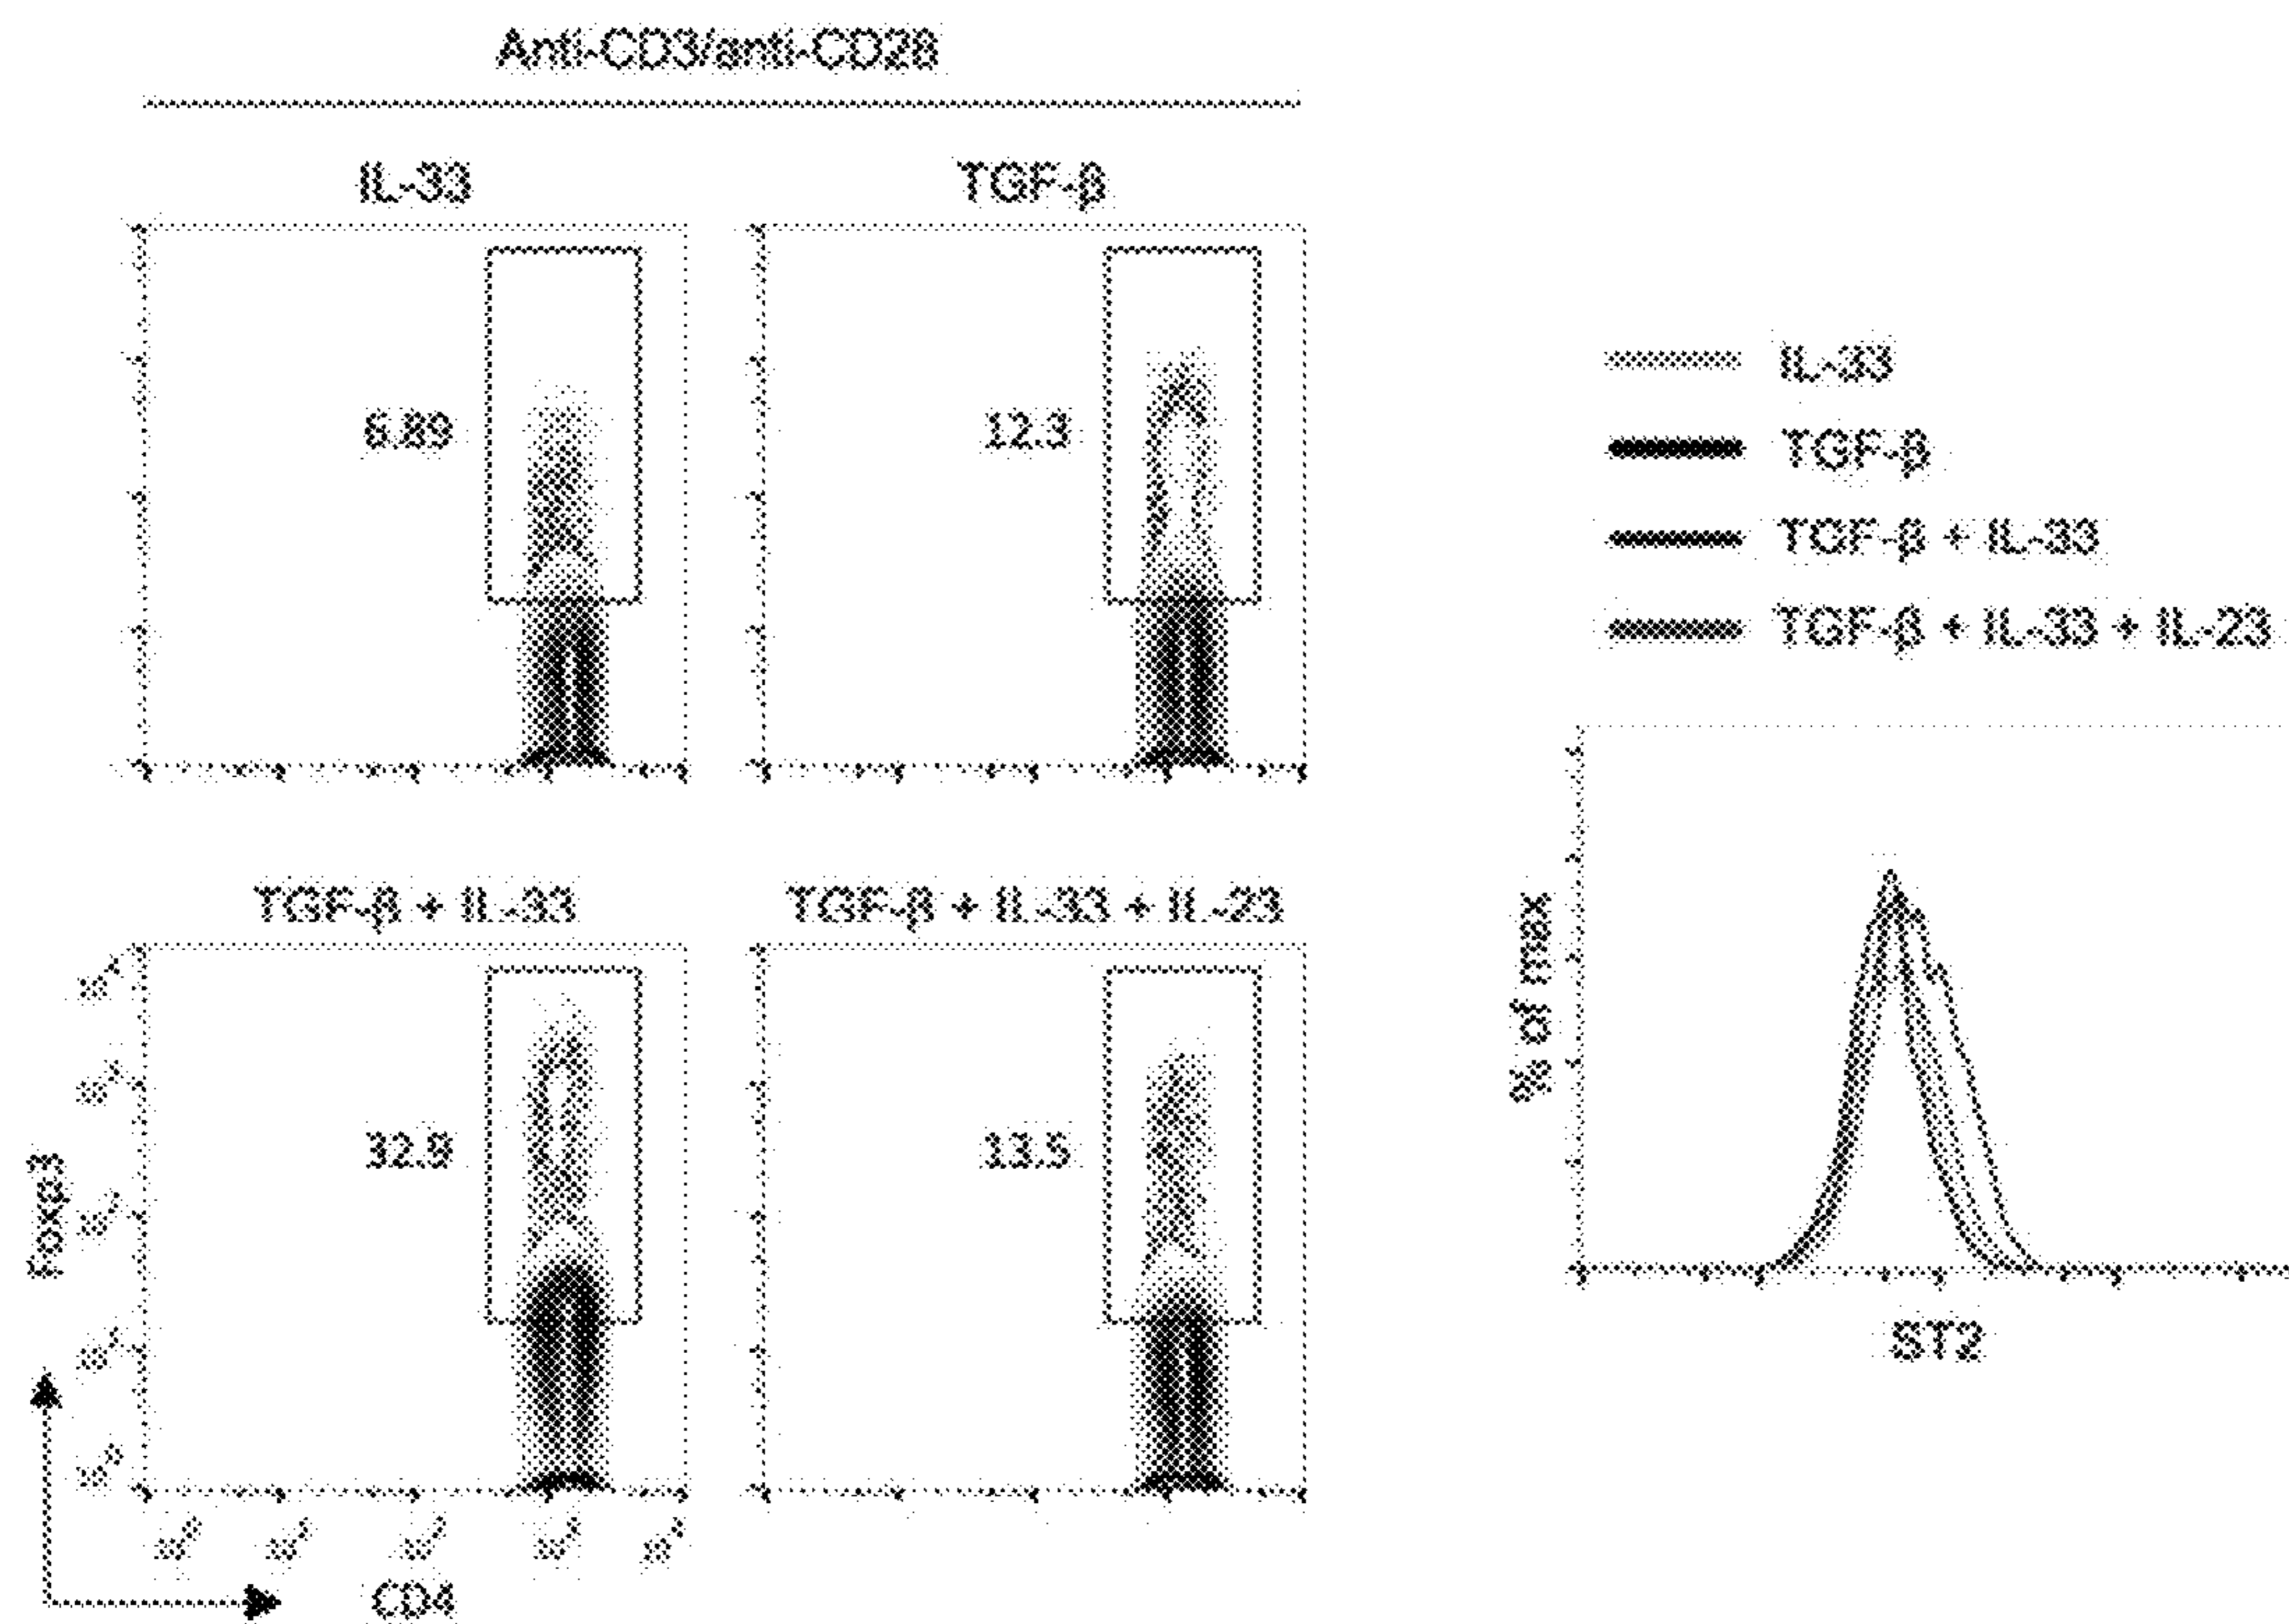 Anti-CD3/anti-CD28
IL-33
TGF-β
6.89
12.3
TGF-β + IL-33
TGF-β + IL-33 + IL-23
32.9
13.5
Foxp3
CD4
IL-33
TGF-β
TGF-β + IL-33
TGF-β + IL-33 + IL-23
% of max
ST2